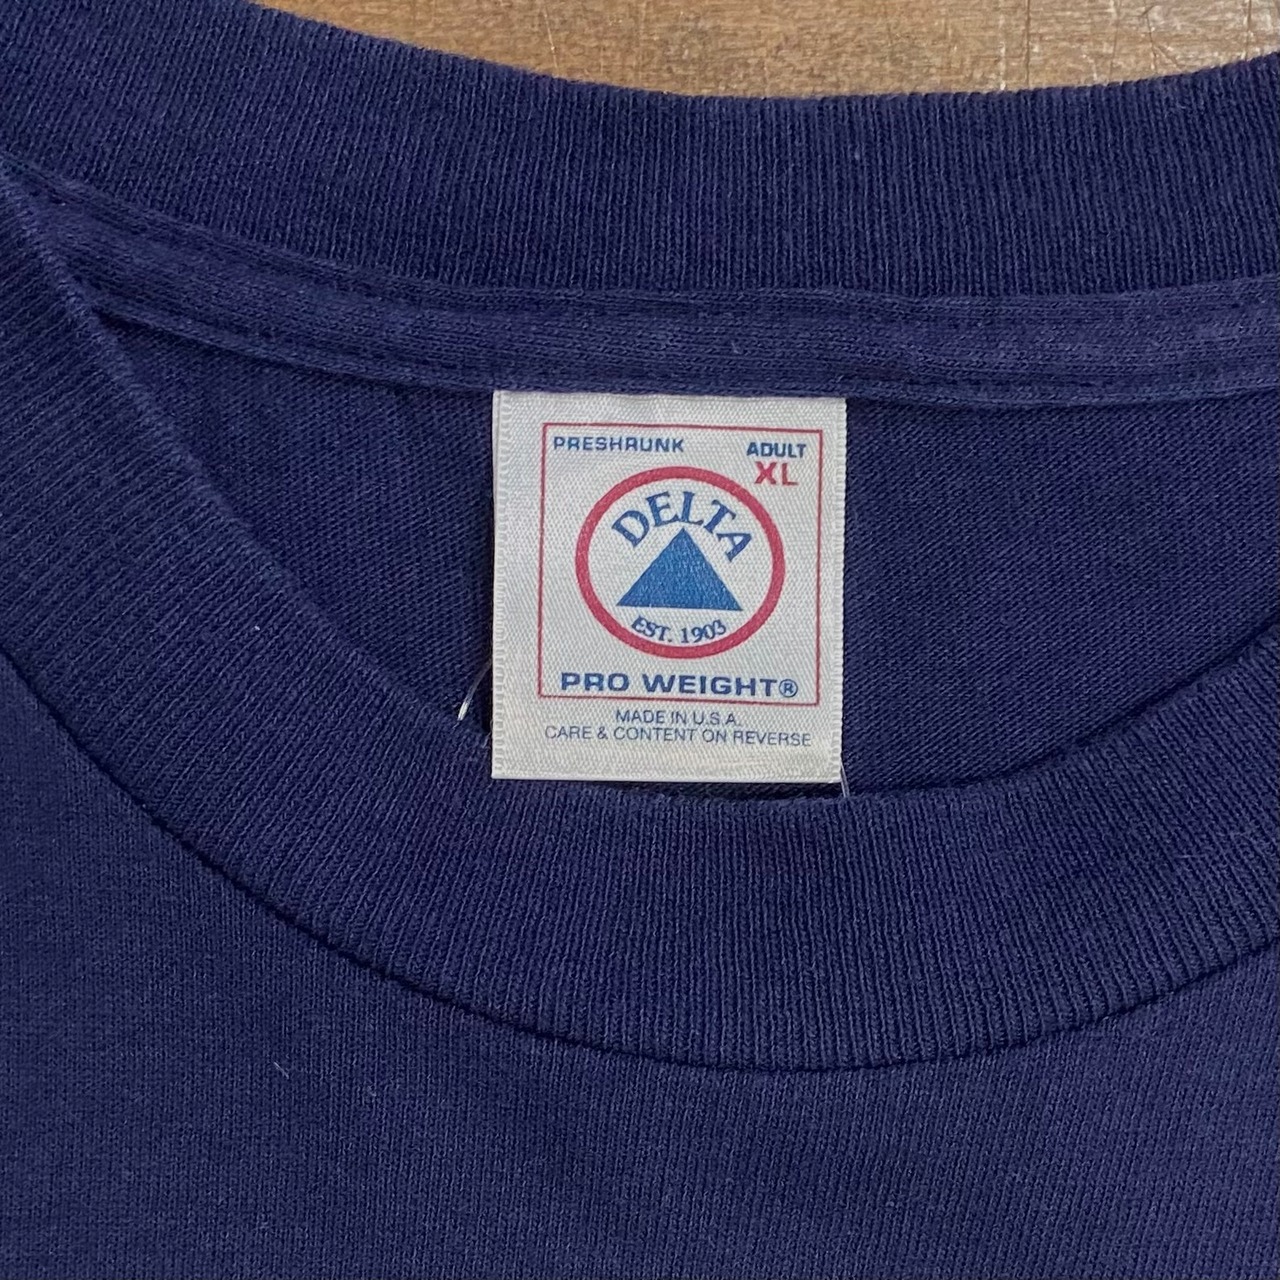 PRESHRUNK
ADULT
XL
DELTA
EST. 1903
PRO WEIGHT®
MADE IN U.S.A.
CARE & CONTENT ON REVERSE